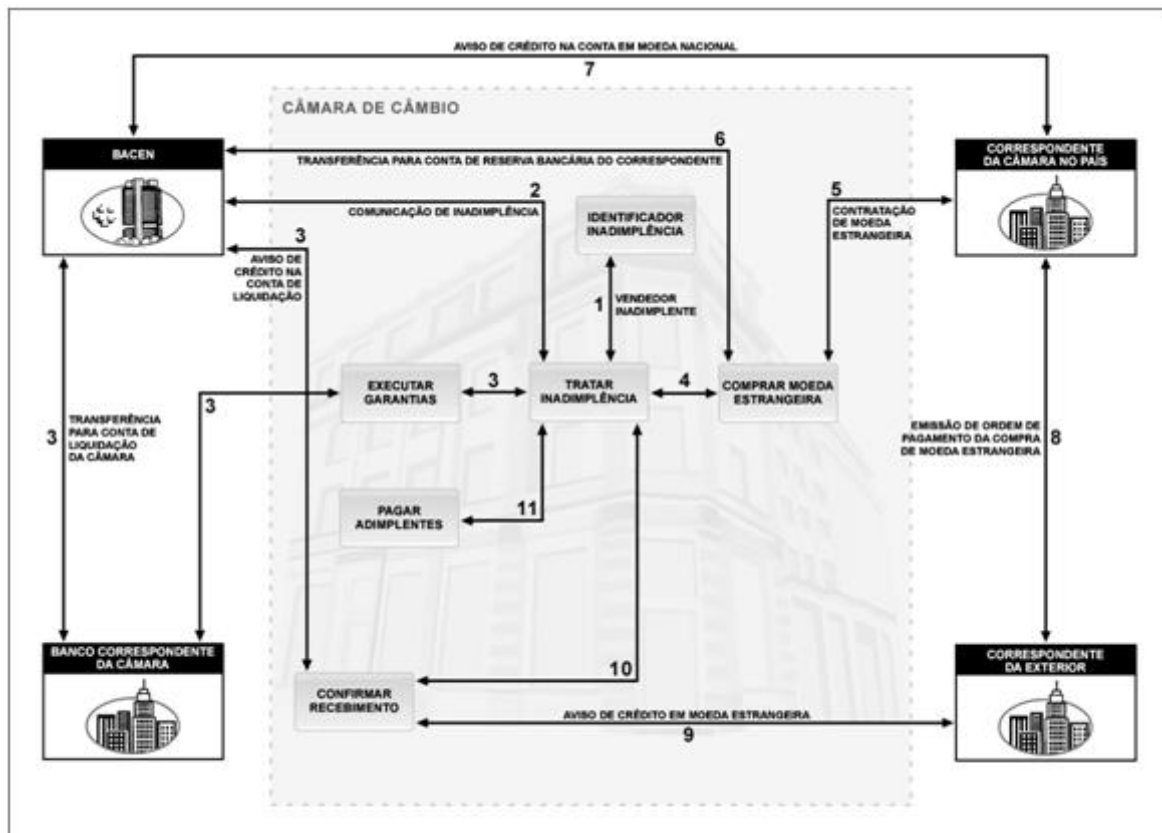 AVISO DE CRÉDITO NA CONTA EM MOEDA NACIONAL
7
CÂMARA DE CÂMBIO
BACEN
6
TRANSFERÊNCIA PARA CONTA DE RESERVA BANCÁRIA DO CORRESPONDENTE
CORRESPONDENTE
DA CÂMARA NO PAÍS
2
COMUNICAÇÃO DE INADIMPLÊNCIA
5
CONTRATAÇÃO
DE MOEDA
ESTRANGEIRA
IDENTIFICADOR
INADIMPLÊNCIA
3
AVISO DE
CRÉDITO NA
CONTA DE
LIQUIDAÇÃO
1
VENDEDOR
INADIMPLENTE
EXECUTAR
GARANTIAS
3
TRATAR
INADIMPLÊNCIA
4
COMPRAR MOEDA
ESTRANGEIRA
3
3
TRANSFERÊNCIA
PARA CONTA DE
LIQUIDAÇÃO
DA CÂMARA
EMISSÃO DE ORDEM DE
PAGAMENTO DA COMPRA
DE MOEDA ESTRANGEIRA
8
PAGAR
ADIMPLENTES
11
BANCO CORRESPONDENTE
DA CÂMARA
CORRESPONDENTE
DA EXTERIOR
10
CONFIRMAR
RECEBIMENTO
AVISO DE CRÉDITO EM MOEDA ESTRANGEIRA
9